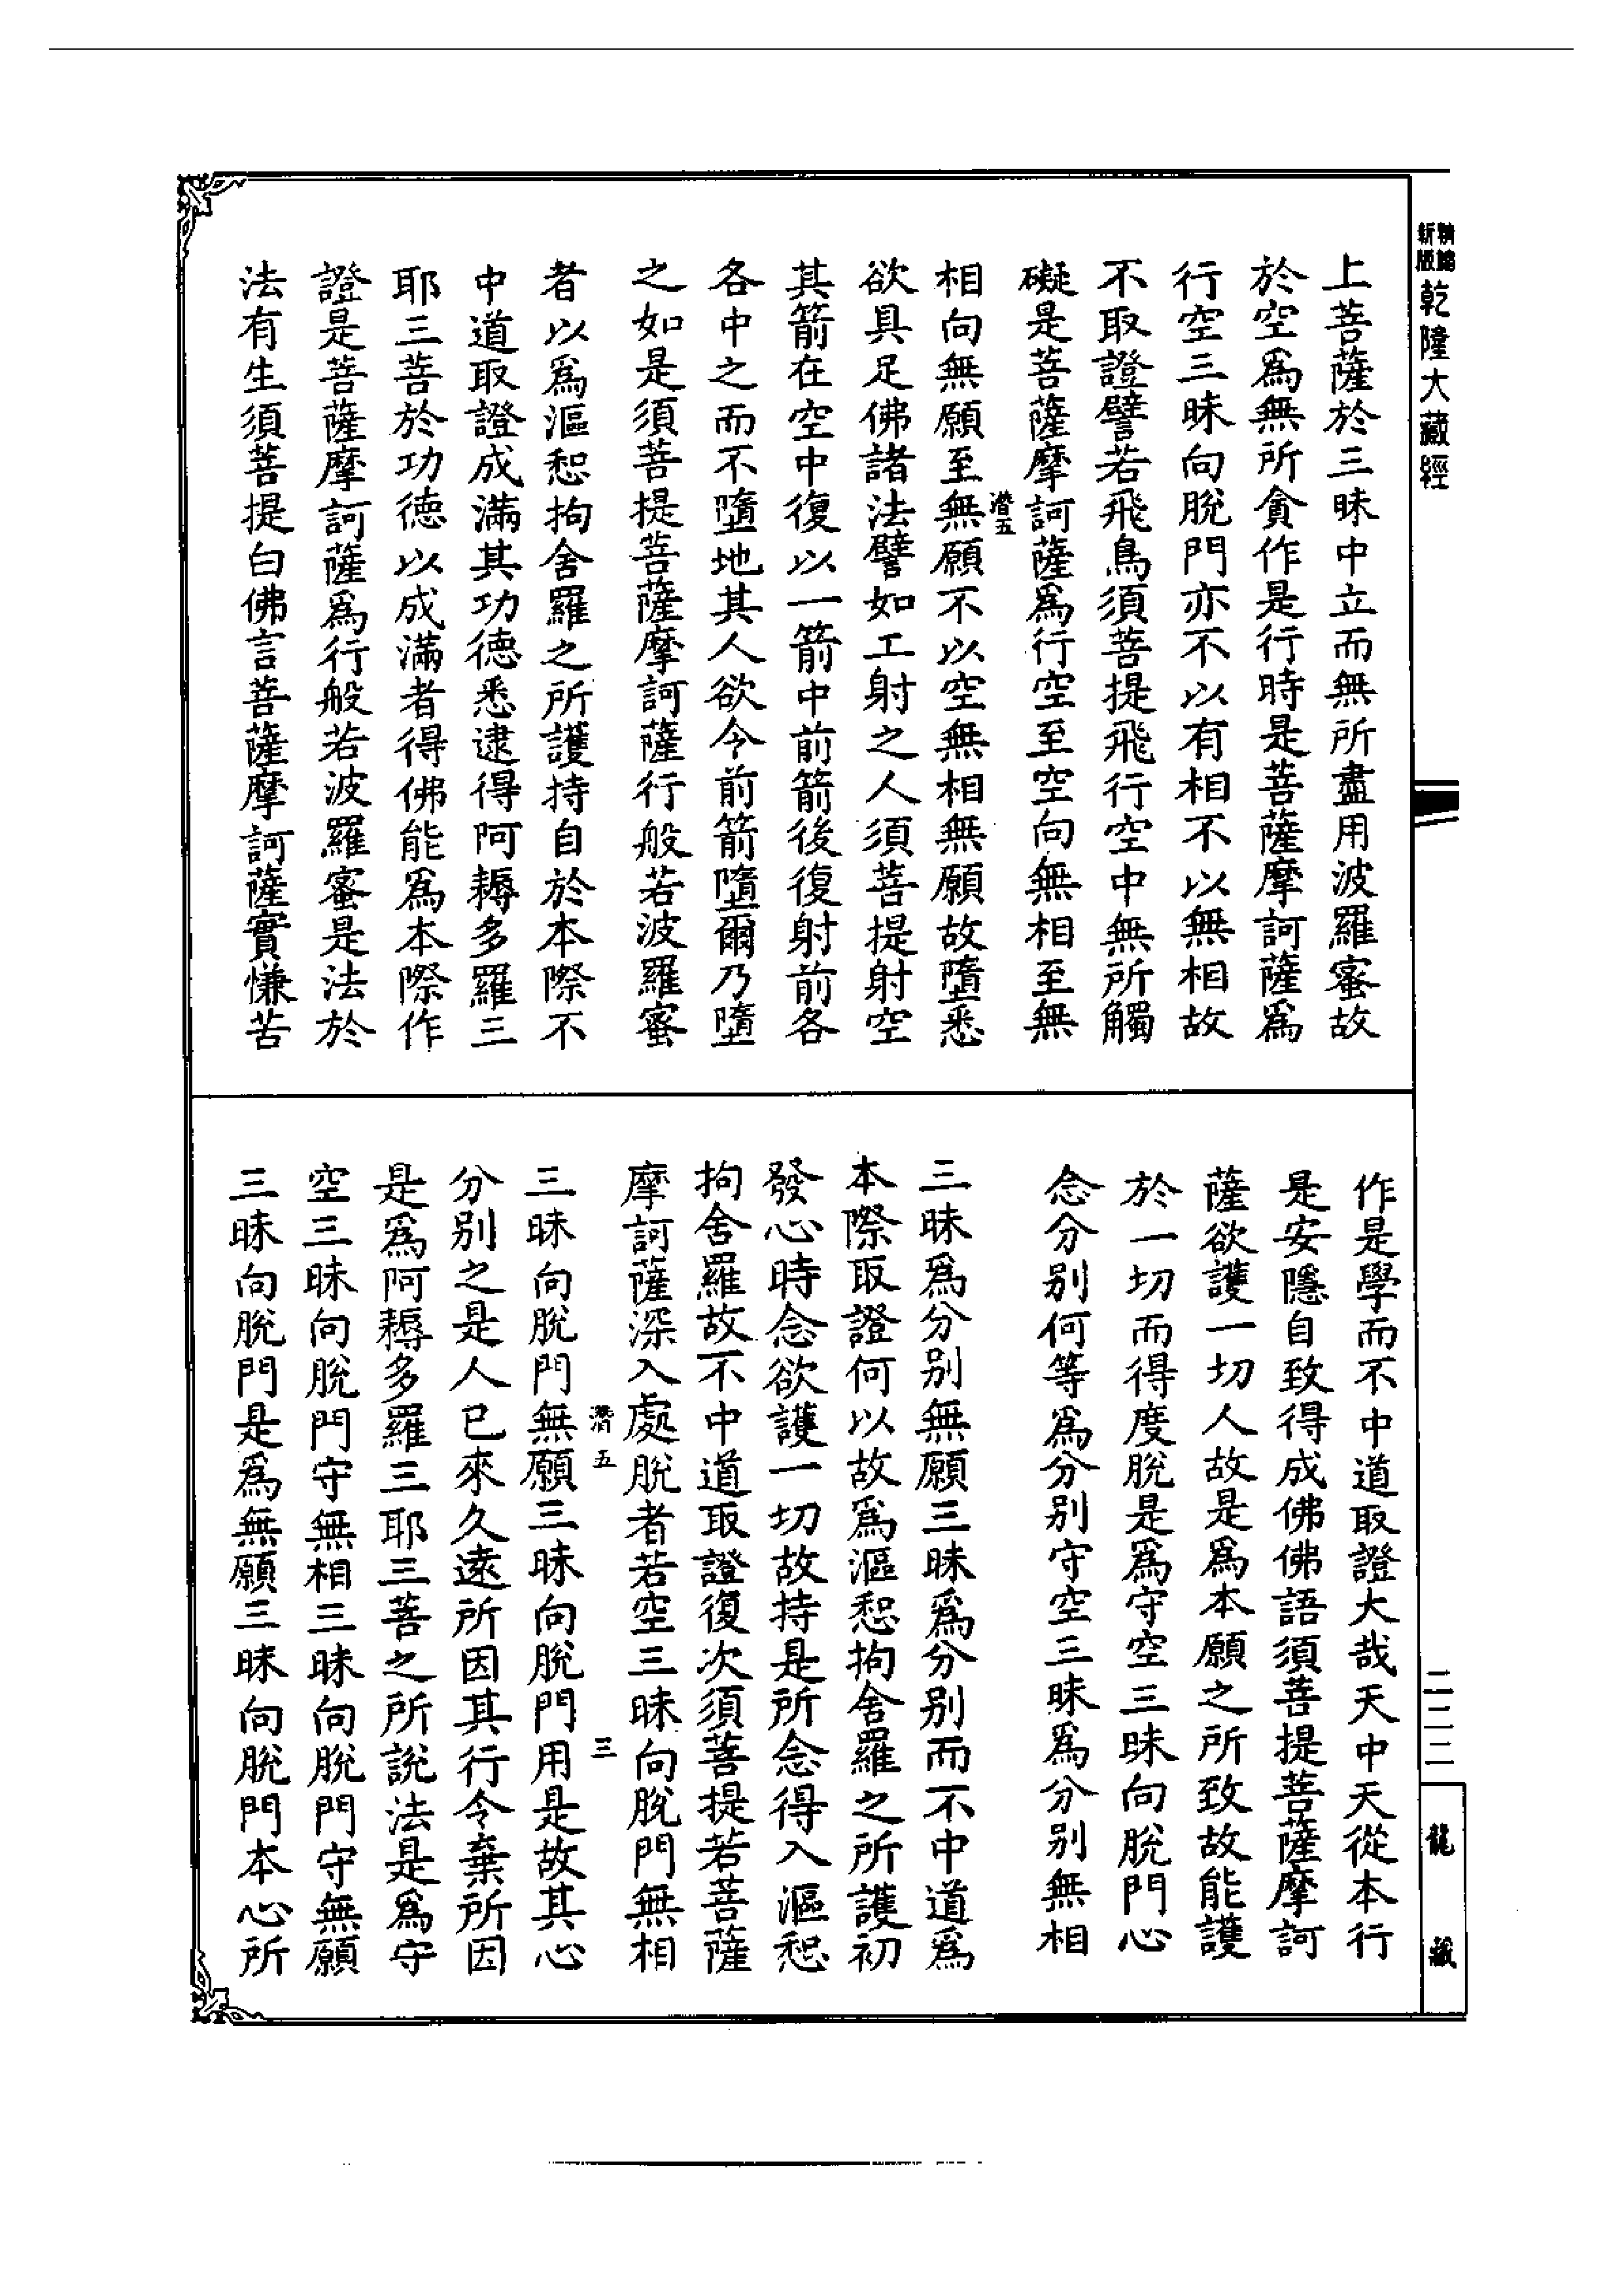 新版 精縮 乾隆大藏經
上菩薩於三昧中立而無所盡用波羅蜜故
於空爲無所貪作是行時是菩薩摩訶薩爲
行空三昧向脫門亦不以有相不以無相故
不取證譬若飛鳥須菩提飛行空中無所觸
礙是菩薩摩訶薩爲行空至空向無相至無
潛五
相向無願至無願不以空無相無願故墮悉
欲具足佛諸法譬如工射之人須菩提射空
其箭在空中復以一箭中前箭後復射前各
各中之而不墮地其人欲令前箭墮爾乃墮
之如是須菩提菩薩摩訶薩行般若波羅蜜
者以爲漚惒拘舍羅之所護持自於本際不
中道取證成滿其功德悉逮得阿耨多羅三
耶三菩於功德以成滿者得佛能爲本際作
證是菩薩摩訶薩爲行般若波羅蜜是法於
法有生須菩提白佛言菩薩摩訶薩實慊苦
作是學而不中道取證大哉天中天從本行
是安隱自致得成佛佛語須菩提菩薩摩訶
薩欲護一切人故是爲本願之所致故能護
於一切而得度脫是爲守空三昧向脫門心
念分別何等爲分別守空三昧爲分別無相
三昧爲分別無願三昧爲分別而不中道爲
本際取證何以故爲漚惒拘舍羅之所護初
發心時念欲護一切故持是所念得入漚惒
拘舍羅故不中道取證復次須菩提若菩薩
摩訶薩深入處脫者若空三昧向脫門無相
潛五 三
三昧向脫門無願三昧向脫門用是故其心
分別之是人已來久遠所因其行令棄所因
是爲阿耨多羅三耶三菩之所說法是爲守
空三昧向脫門守無相三昧向脫門守無願
三昧向脫門是爲無願三昧向脫門本心所
二二二
龍藏